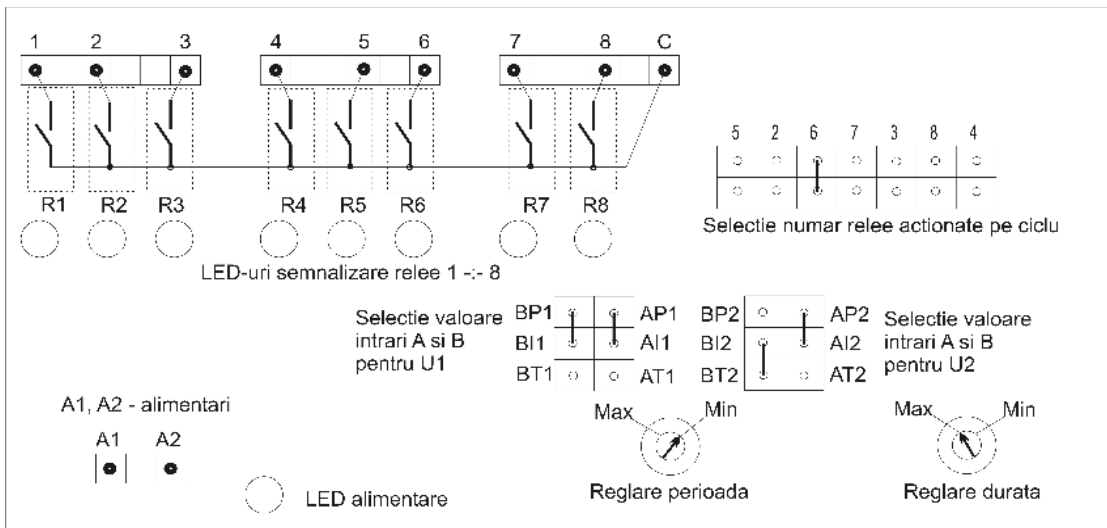 1 2 3 4 5 6 7 8 C
R1 R2 R3 R4 R5 R6 R7 R8
LED-uri semnalizare relee 1 -:- 8
5 2 6 7 3 8 4
Selectie numar relee actionate pe ciclu
Selectie valoare
intrari A si B
pentru U1
BP1 AP1
BI1 AI1
BT1 AT1
BP2 AP2
BI2 AI2
BT2 AT2
Selectie valoare
intrari A si B
pentru U2
A1, A2 - alimentari
A1 A2
LED alimentare
Max Min
Reglare perioada
Max Min
Reglare durata